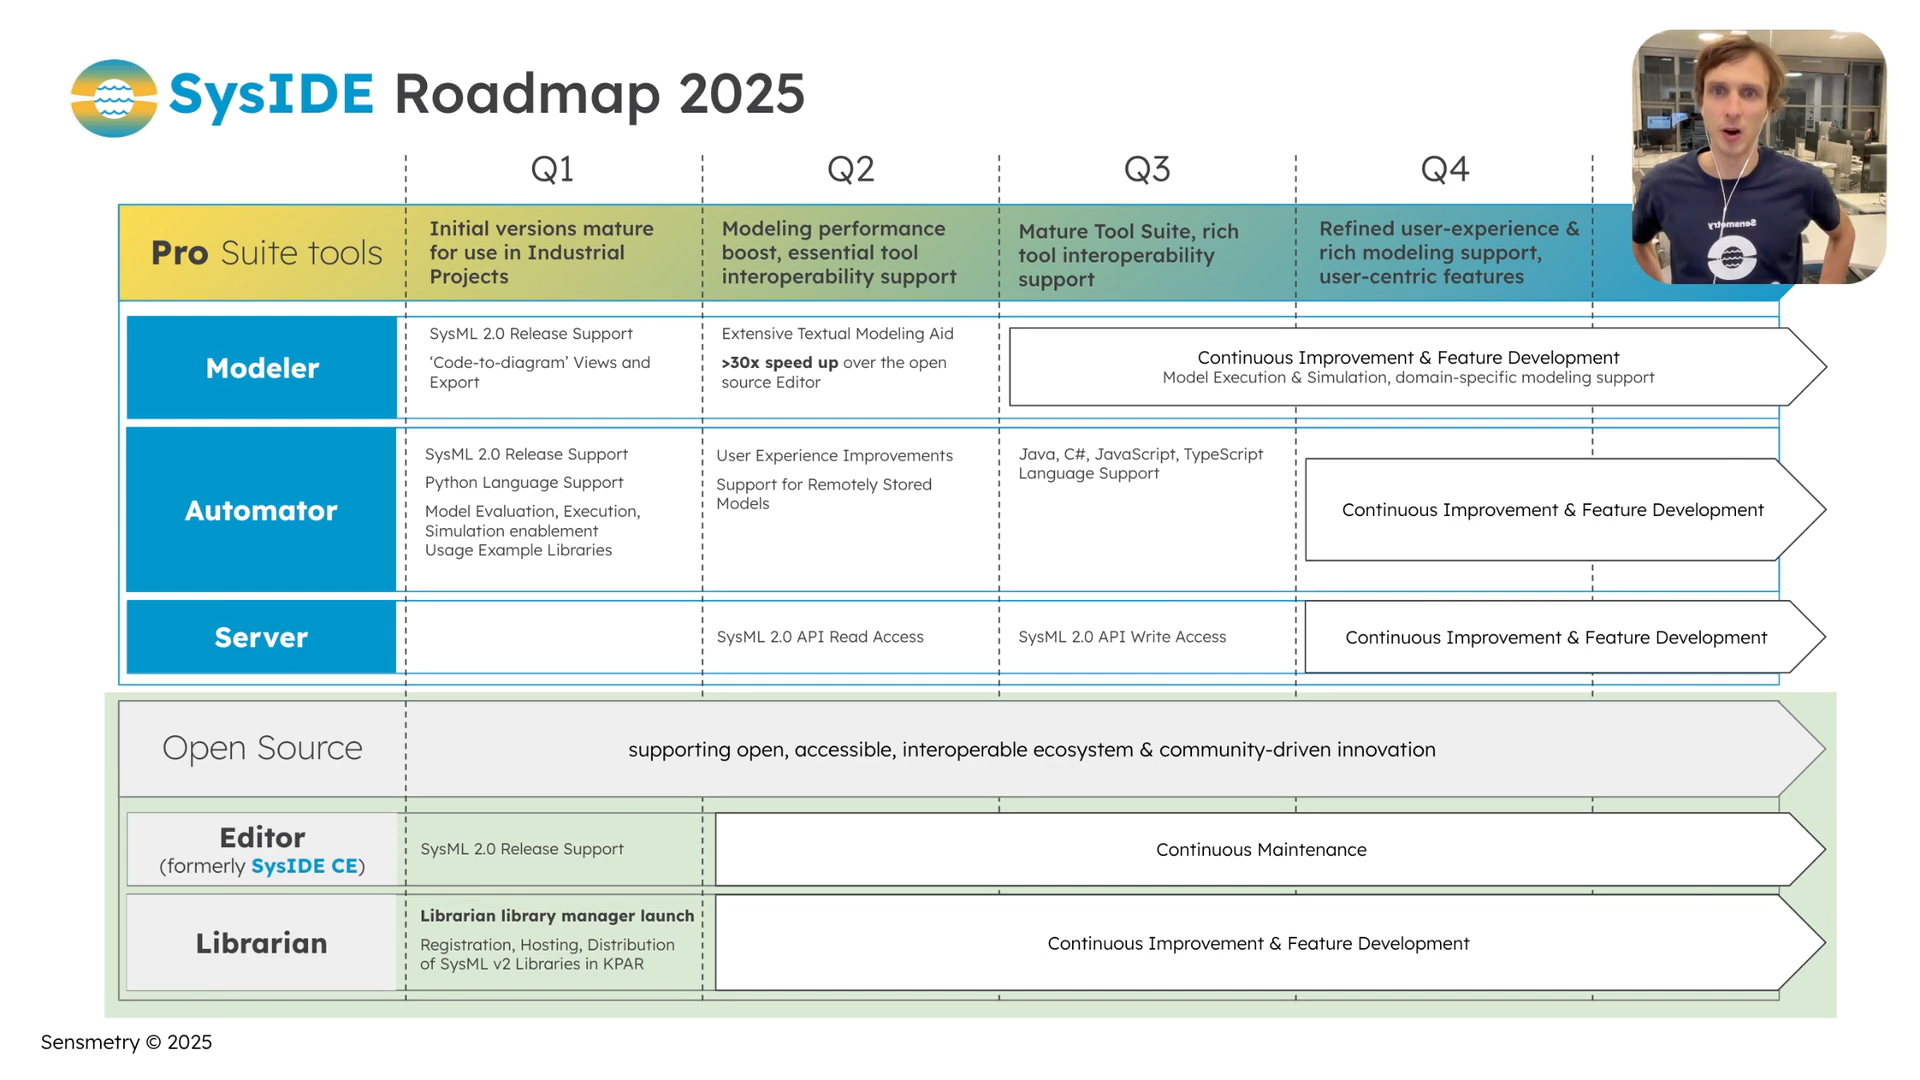 SysIDE Roadmap 2025
Q1
Q2
Q3
Q4
Pro Suite tools
Initial versions mature
for use in Industrial
Projects
Modeling performance
boost, essential tool
interoperability support
Mature Tool Suite, rich
tool interoperability
support
Refined user-experience &
rich modeling support,
user-centric features
Sensmetry
Modeler
SysML 2.0 Release Support
‘Code-to-diagram’ Views and
Export
Extensive Textual Modeling Aid
>30x speed up over the open
source Editor
Continuous Improvement & Feature Development
Model Execution & Simulation, domain-specific modeling support
Automator
SysML 2.0 Release Support
Python Language Support
Model Evaluation, Execution,
Simulation enablement
Usage Example Libraries
User Experience Improvements
Support for Remotely Stored
Models
Java, C#, JavaScript, TypeScript
Language Support
Continuous Improvement & Feature Development
Server
SysML 2.0 API Read Access
SysML 2.0 API Write Access
Continuous Improvement & Feature Development
Open Source
supporting open, accessible, interoperable ecosystem & community-driven innovation
Editor
(formerly SysIDE CE)
SysML 2.0 Release Support
Continuous Maintenance
Librarian
Librarian library manager launch
Registration, Hosting, Distribution
of SysML v2 Libraries in KPAR
Continuous Improvement & Feature Development
Sensmetry © 2025